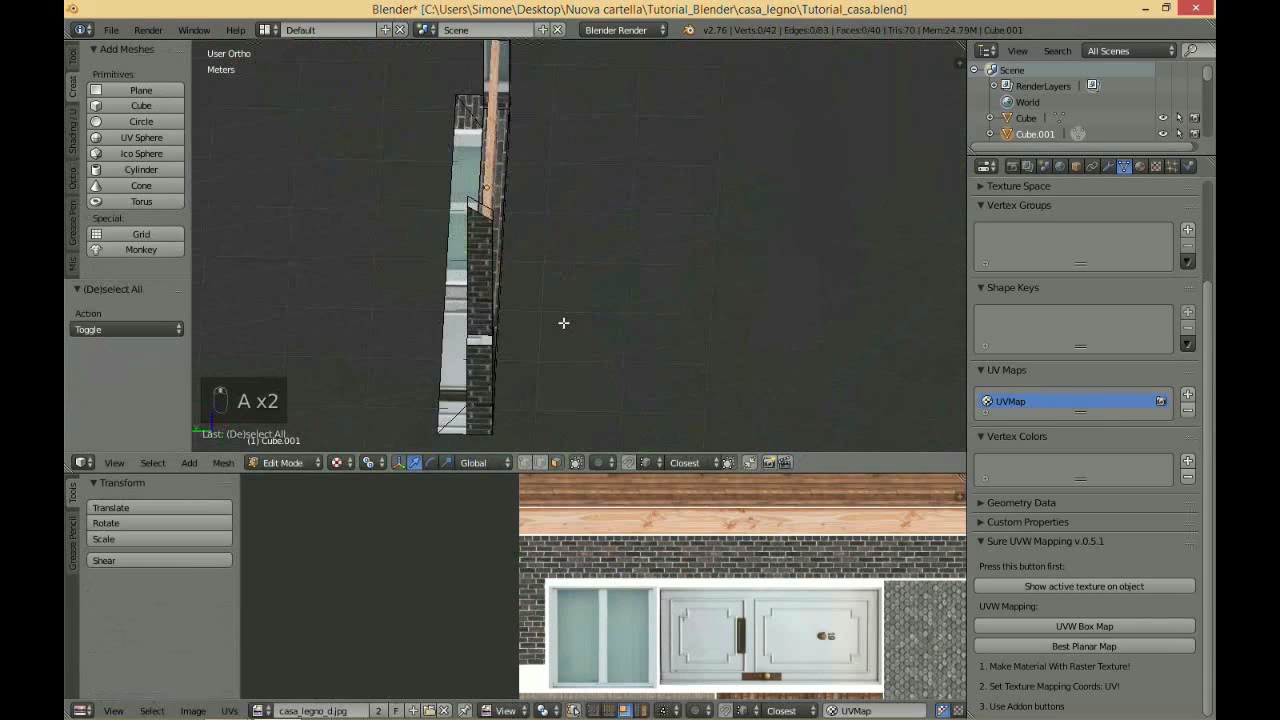 Blender* [C:\Users\Simone\Desktop\Nuova cartella\Tutorial_Blender\casa_legno\Tutorial_casa.blend]
File Render Window Help Default Scene Blender Render v2.76 | Verts:0/42 | Edges:0/83 | Faces:0/40 | Tris:70 | Mem:24.79M | Cube.001
View Search All Scenes
Add Meshes
Primitives
Plane
Cube
Circle
UV Sphere
Ico Sphere
Cylinder
Cone
Torus
Special:
Grid
Monkey
(De)select All
Action
Toggle
Tool
Creat
Shading / U
Grease Pen
User Ortho
Meters
A x2
Last: (De)select All
(1) Cube.001
View Select Add Mesh Edit Mode Global Closest
Tools
Grease Pencil
Transform
Translate
Rotate
Scale
Shear
View Select Image UVs casa_legno_d.jpg 2 F View Closest UVMap
Scene
RenderLayers
World
Cube
Cube.001
Texture Space
Vertex Groups
Shape Keys
UV Maps
UVMap
Vertex Colors
Geometry Data
Custom Properties
Sure UVW Mapping v.0.5.1
Press this button first:
Show active texture on object
UVW Mapping:
UVW Box Map
Best Planar Map
1. Make Material With Raster Texture!
2. Set Texture Mapping Coords: UV!
3. Use Addon buttons